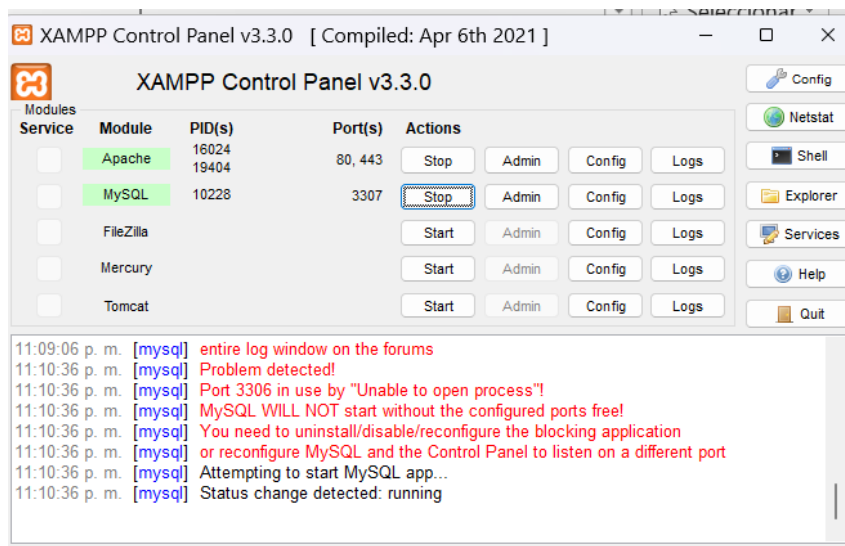 Seleccionar
XAMPP Control Panel v3.3.0 [ Compiled: Apr 6th 2021 ]
XAMPP Control Panel v3.3.0
Config
Modules
Service Module PID(s) Port(s) Actions
Netstat
Apache 16024 19404 80, 443 Stop Admin Config Logs
Shell
MySQL 10228 3307 Stop Admin Config Logs
Explorer
FileZilla Start Admin Config Logs
Services
Mercury Start Admin Config Logs
Help
Tomcat Start Admin Config Logs
Quit
11:09:06 p. m. [mysql] entire log window on the forums
11:10:36 p. m. [mysql] Problem detected!
11:10:36 p. m. [mysql] Port 3306 in use by "Unable to open process"!
11:10:36 p. m. [mysql] MySQL WILL NOT start without the configured ports free!
11:10:36 p. m. [mysql] You need to uninstall/disable/reconfigure the blocking application
11:10:36 p. m. [mysql] or reconfigure MySQL and the Control Panel to listen on a different port
11:10:36 p. m. [mysql] Attempting to start MySQL app...
11:10:36 p. m. [mysql] Status change detected: running